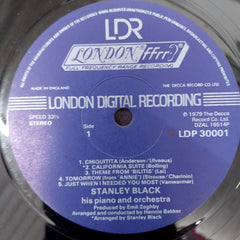 LDR
LONDON ffrr
FULL FREQUENCY RANGE RECORDING
MADE IN ENGLAND
THE DECCA RECORD CO LTD
LONDON DIGITAL RECORDING
SPEED 33⅓
STEREO
Side
1
℗ 1979 The Decca
Record Co. Ltd.
LDP 30001
1. CHIQUITITA (Anderson/Ulvaeus)
*2. CALIFORNIA SUITE (Bolling)
3. THEME FROM 'BILITIS' (Lai)
4. TOMORROW (from 'ANNIE') (Strouse/Charnin)
5. JUST WHEN I NEEDED YOU MOST (Vanwarmer)
STANLEY BLACK
his piano and orchestra
Produced by Emil Zoghby
Arranged and conducted by Hennie Bekker
*Arranged by Stanley Black